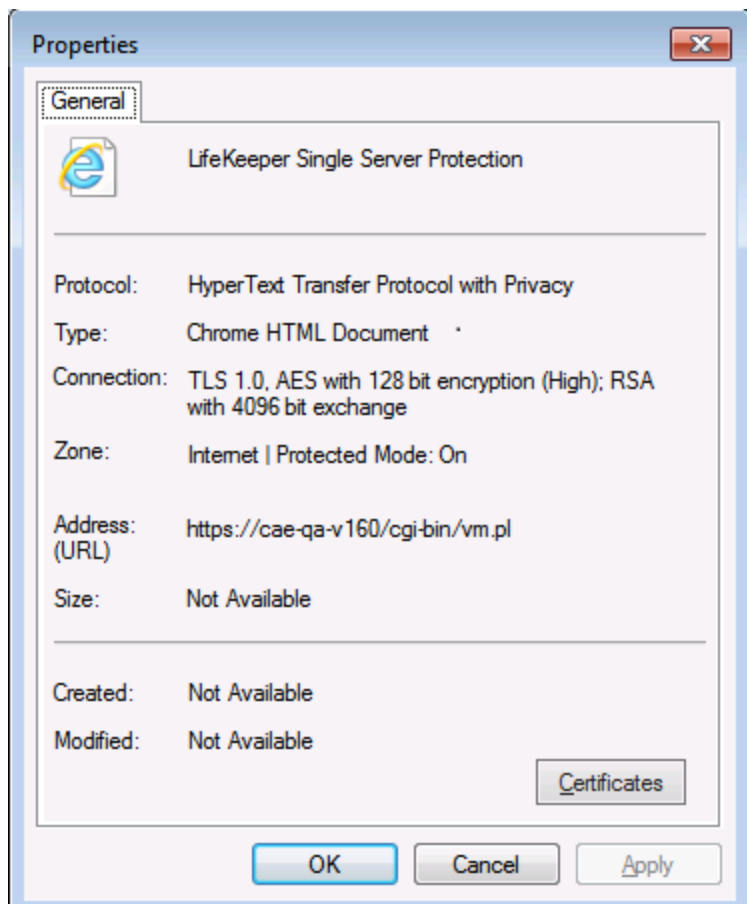 Properties
General
LifeKeeper Single Server Protection
Protocol: HyperText Transfer Protocol with Privacy
Type: Chrome HTML Document
Connection: TLS 1.0, AES with 128 bit encryption (High); RSA
with 4096 bit exchange
Zone: Internet | Protected Mode: On
Address: https://cae-qa-v160/cgi-bin/vm.pl
(URL)
Size: Not Available
Created: Not Available
Modified: Not Available
Certificates
OK Cancel Apply